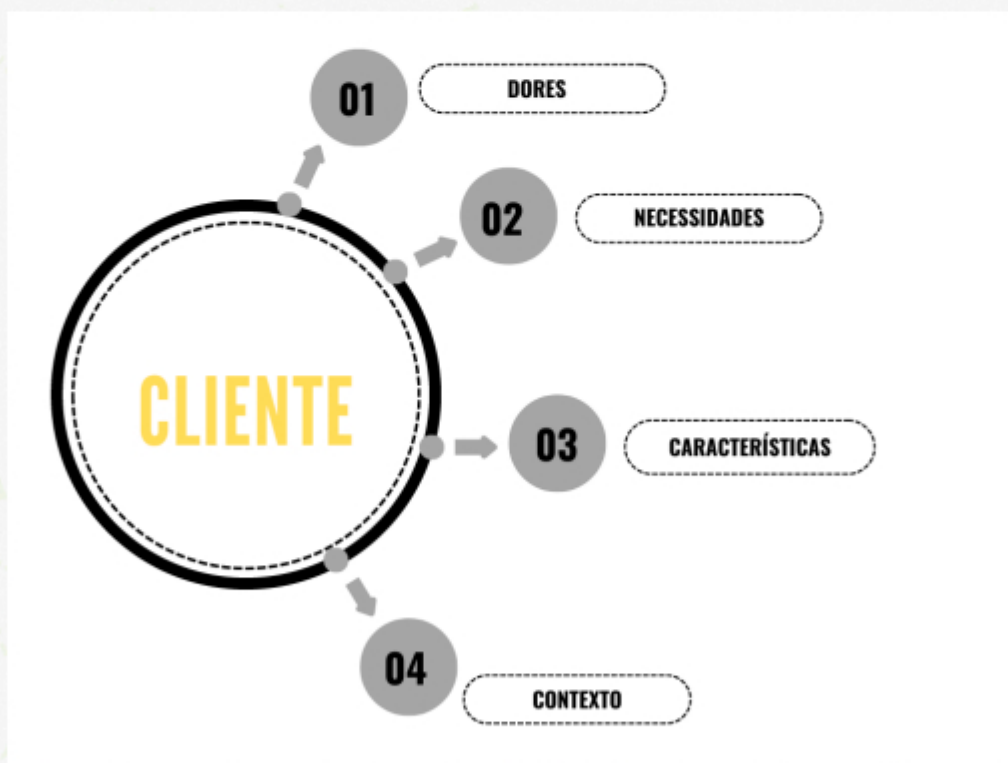 01
DORES
02
NECESSIDADES
CLIENTE
03
CARACTERÍSTICAS
04
CONTEXTO